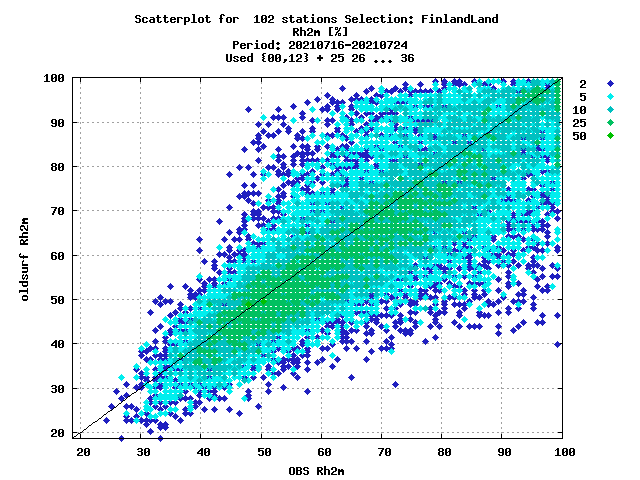 Scatterplot for  102 stations Selection: FinlandLand
Rh2m [%]
Period: 20210716-20210724
Used {00,12} + 25 26 ... 36
100
90
80
70
60
50
40
30
20
oldsurf Rh2m
20 30 40 50 60 70 80 90 100
OBS Rh2m
2
5
10
25
50